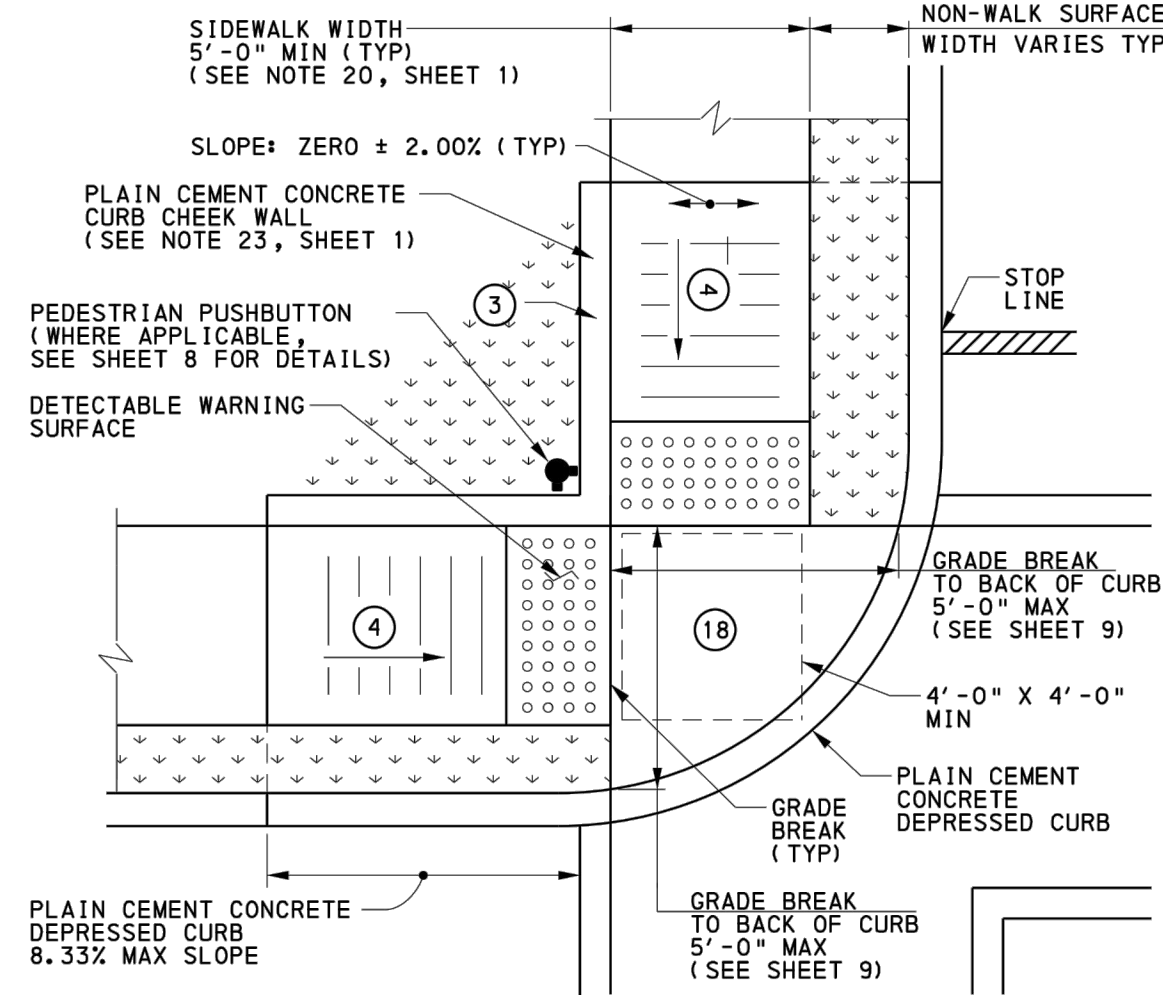 SIDEWALK WIDTH
5'-0" MIN (TYP)
(SEE NOTE 20, SHEET 1)
NON-WALK SURFACE
WIDTH VARIES TYP
SLOPE: ZERO ± 2.00% (TYP)
PLAIN CEMENT CONCRETE
CURB CHEEK WALL
(SEE NOTE 23, SHEET 1)
4
3
STOP
LINE
PEDESTRIAN PUSHBUTTON
(WHERE APPLICABLE,
SEE SHEET 8 FOR DETAILS)
DETECTABLE WARNING
SURFACE
GRADE BREAK
TO BACK OF CURB
5'-0" MAX
(SEE SHEET 9)
4
18
4'-0" X 4'-0"
MIN
PLAIN CEMENT
CONCRETE
DEPRESSED CURB
GRADE
BREAK
(TYP)
PLAIN CEMENT CONCRETE
DEPRESSED CURB
8.33% MAX SLOPE
GRADE BREAK
TO BACK OF CURB
5'-0" MAX
(SEE SHEET 9)